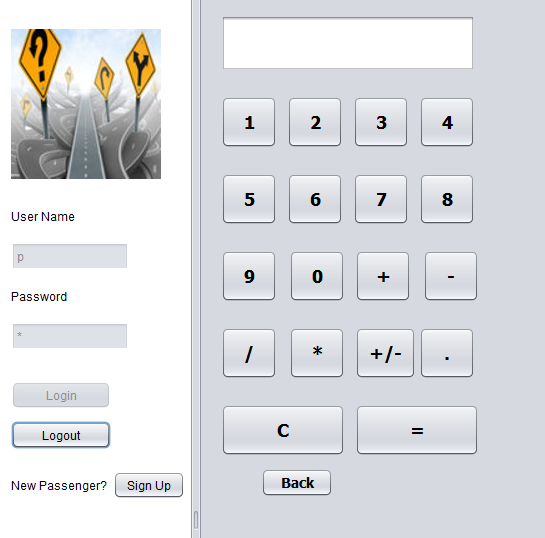 User Name
p
Password
*
Login
Logout
New Passenger? Sign Up
1 2 3 4
5 6 7 8
9 0 + -
/ * +/- .
C =
Back